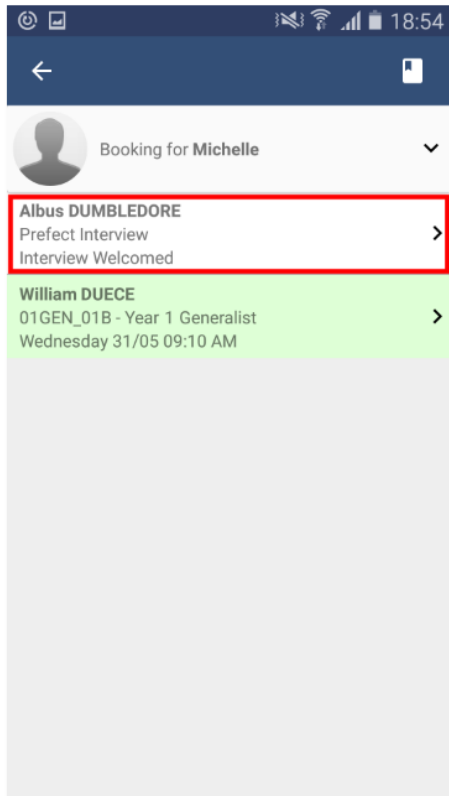 18:54
Booking for Michelle
Albus DUMBLEDORE
Prefect Interview
Interview Welcomed
William DUECE
01GEN_01B - Year 1 Generalist
Wednesday 31/05 09:10 AM